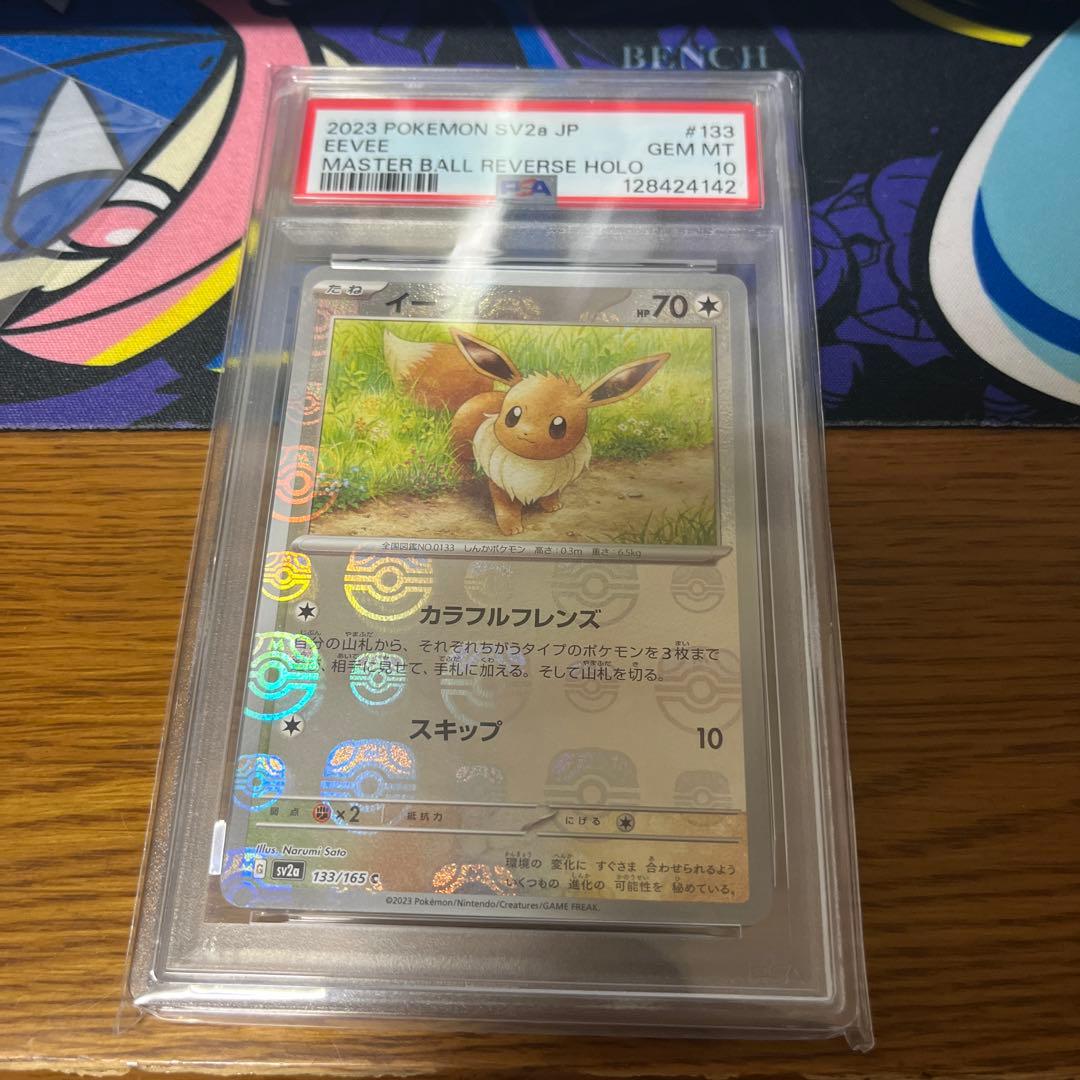 BENCH
2023 POKEMON SV2a JP #133
EEVEE GEM MT
MASTER BALL REVERSE HOLO 10
PSA 128424142
たね イーブイ HP 70
全国図鑑NO.0133 しんかポケモン 高さ:0.3m 重さ:6.5kg
カラフルフレンズ
自分の山札から、それぞれちがうタイプのポケモンを3枚まで
、相手に見せて、手札に加える。そして山札を切る。
スキップ 10
弱点 ×2 抵抗力 にげる
Illus. Narumi Sato
G sv2a 133/165 C
環境の 変化に すぐさま 合わせられるよう
いくつもの 進化の 可能性を 秘めている。
©2023 Pokémon/Nintendo/Creatures/GAME FREAK.